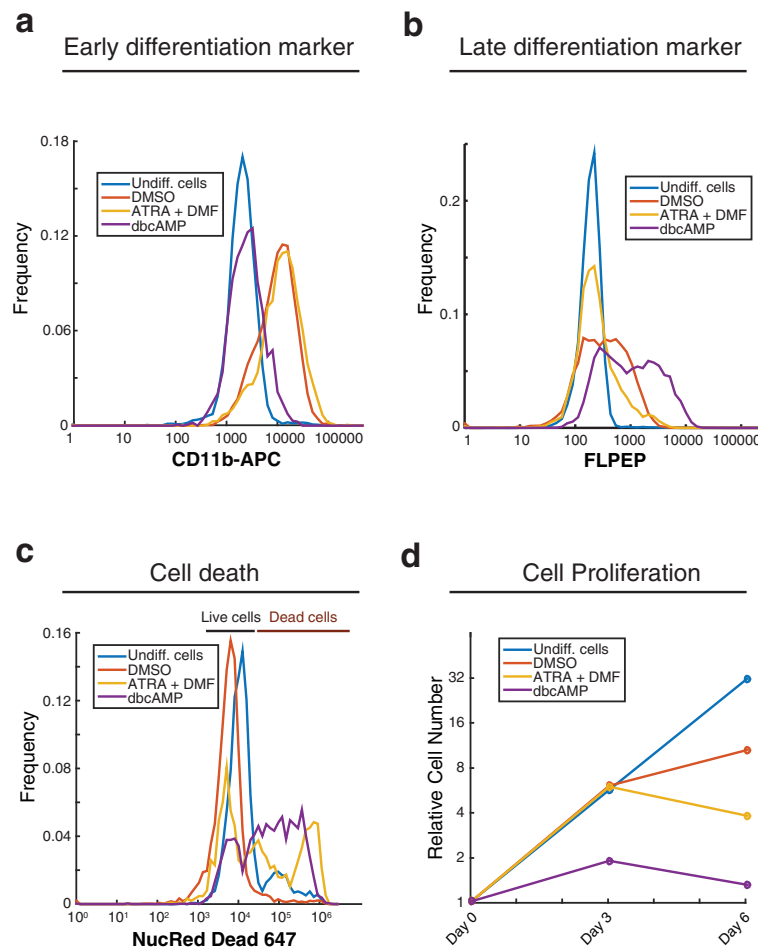 a
Early differentiation marker
0.18
0.12
0.06
0
Frequency
Undiff. cells
DMSO
ATRA + DMF
dbcAMP
1 10 100 1000 10000 100000
CD11b-APC
b
Late differentiation marker
0.2
0.1
0
Frequency
Undiff. cells
DMSO
ATRA + DMF
dbcAMP
1 10 100 1000 10000 100000
FLPEP
c
Cell death
Live cells Dead cells
0.16
0.12
0.08
0.04
0
Frequency
Undiff. cells
DMSO
ATRA + DMF
dbcAMP
10⁰ 10¹ 10² 10³ 10⁴ 10⁵ 10⁶
NucRed Dead 647
d
Cell Proliferation
32
16
8
4
2
1
Relative Cell Number
Undiff. cells
DMSO
ATRA + DMF
dbcAMP
Day 0 Day 3 Day 6